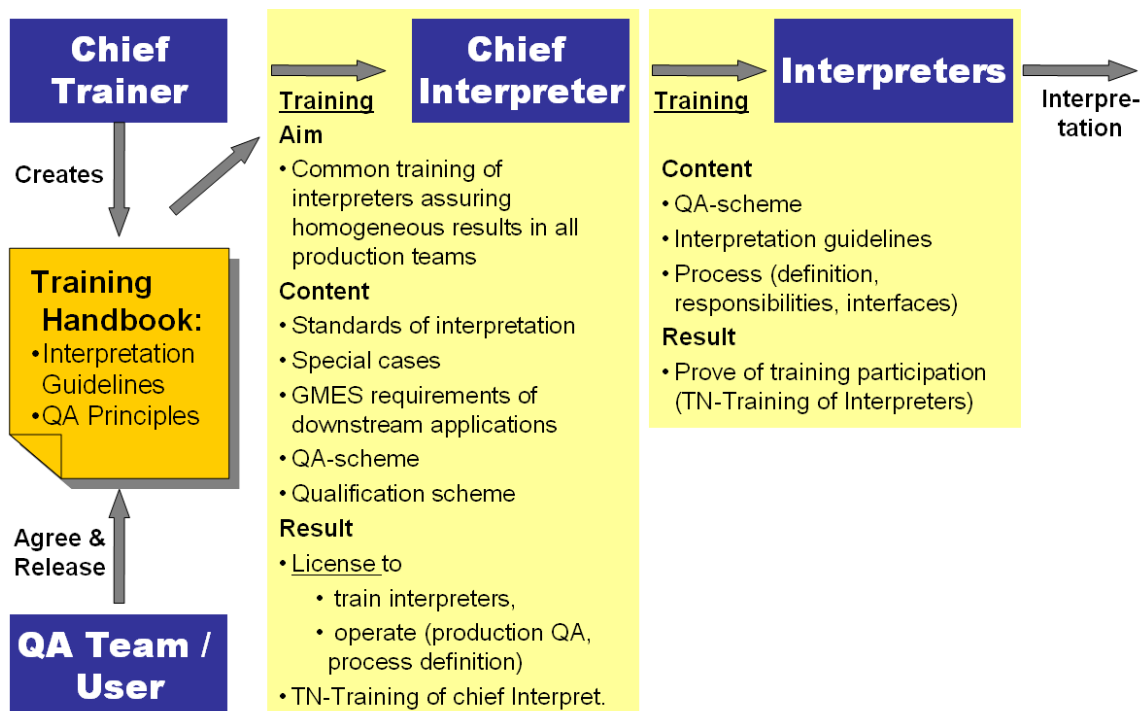 Chief
Trainer
Creates
Training
Handbook:
•Interpretation
Guidelines
•QA Principles
Agree &
Release
QA Team /
User
Training
Chief
Interpreter
Aim
• Common training of
interpreters assuring
homogeneous results in all
production teams
Content
• Standards of interpretation
• Special cases
• GMES requirements of
downstream applications
• QA-scheme
• Qualification scheme
Result
• License to
• train interpreters,
• operate (production QA,
process definition)
• TN-Training of chief Interpret.
Training
Interpreters
Content
• QA-scheme
• Interpretation guidelines
• Process (definition,
responsibilities, interfaces)
Result
• Prove of training participation
(TN-Training of Interpreters)
Interpre-
tation